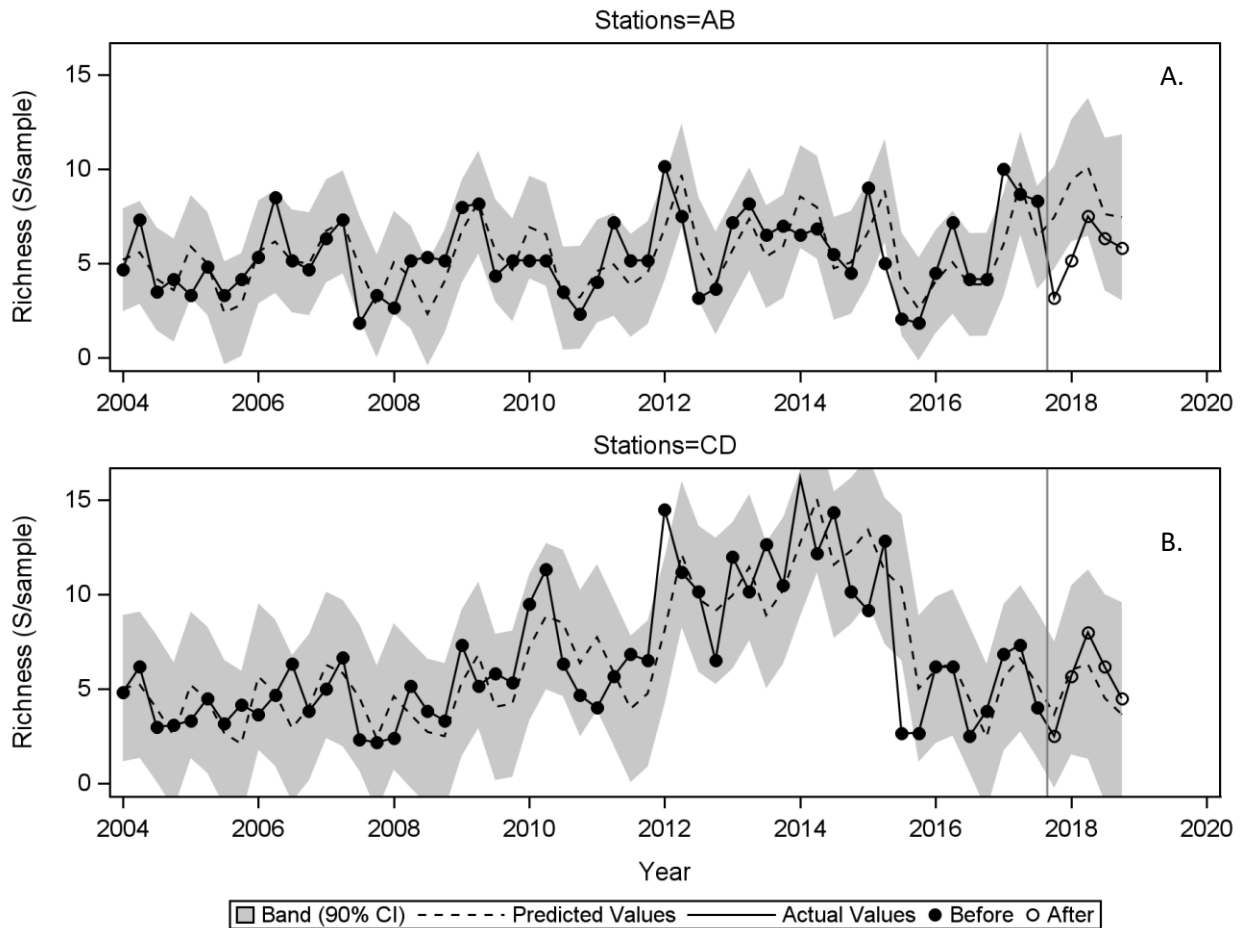 Stations=AB
A.
Richness (S/sample)
15
10
5
0
2004 2006 2008 2010 2012 2014 2016 2018 2020
Stations=CD
B.
Richness (S/sample)
15
10
5
0
2004 2006 2008 2010 2012 2014 2016 2018 2020
Year
Band (90% CI) Predicted Values Actual Values Before After